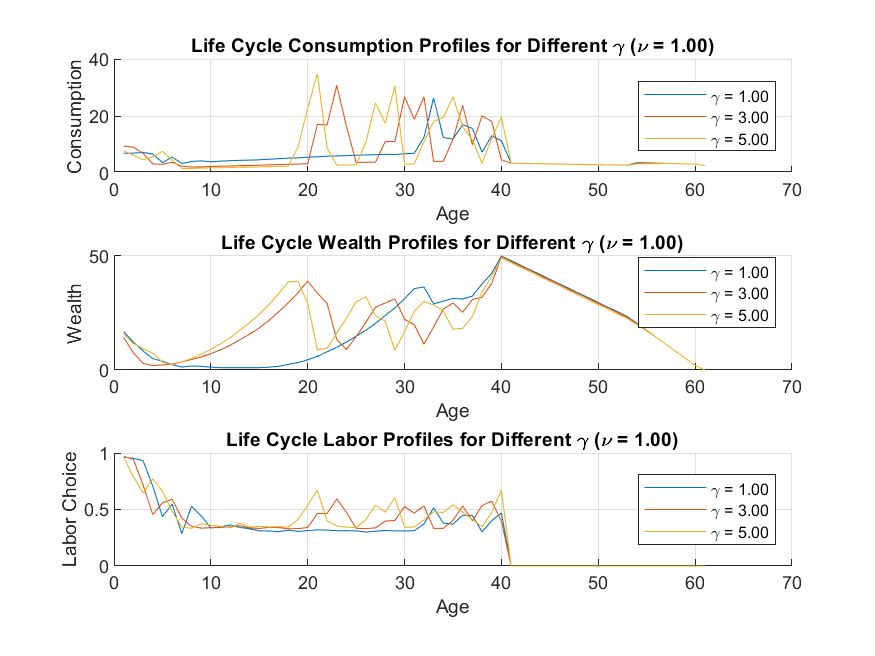 Life Cycle Consumption Profiles for Different γ (ν = 1.00)
Consumption
40
20
0
γ = 1.00
γ = 3.00
γ = 5.00
0 10 20 30 40 50 60 70
Age
Life Cycle Wealth Profiles for Different γ (ν = 1.00)
Wealth
50
0
γ = 1.00
γ = 3.00
γ = 5.00
0 10 20 30 40 50 60 70
Age
Life Cycle Labor Profiles for Different γ (ν = 1.00)
Labor Choice
1
0.5
0
γ = 1.00
γ = 3.00
γ = 5.00
0 10 20 30 40 50 60 70
Age